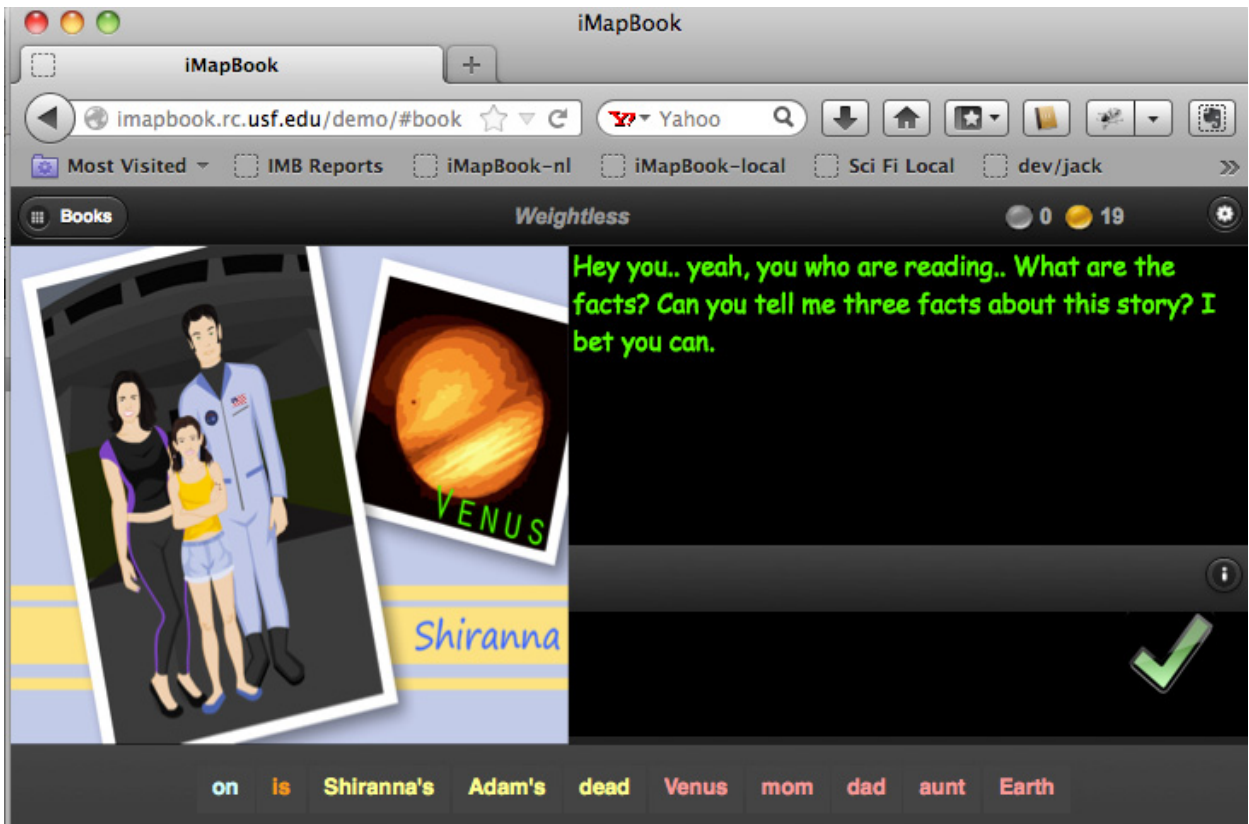 iMapBook
iMapBook
imapbook.rc.usf.edu/demo/#book
Yahoo
Most Visited
IMB Reports
iMapBook-nl
iMapBook-local
Sci Fi Local
dev/jack
Books
Weightless
0
19
Hey you.. yeah, you who are reading.. What are the
facts? Can you tell me three facts about this story? I
bet you can.
VENUS
Shiranna
on is Shiranna's Adam's dead Venus mom dad aunt Earth